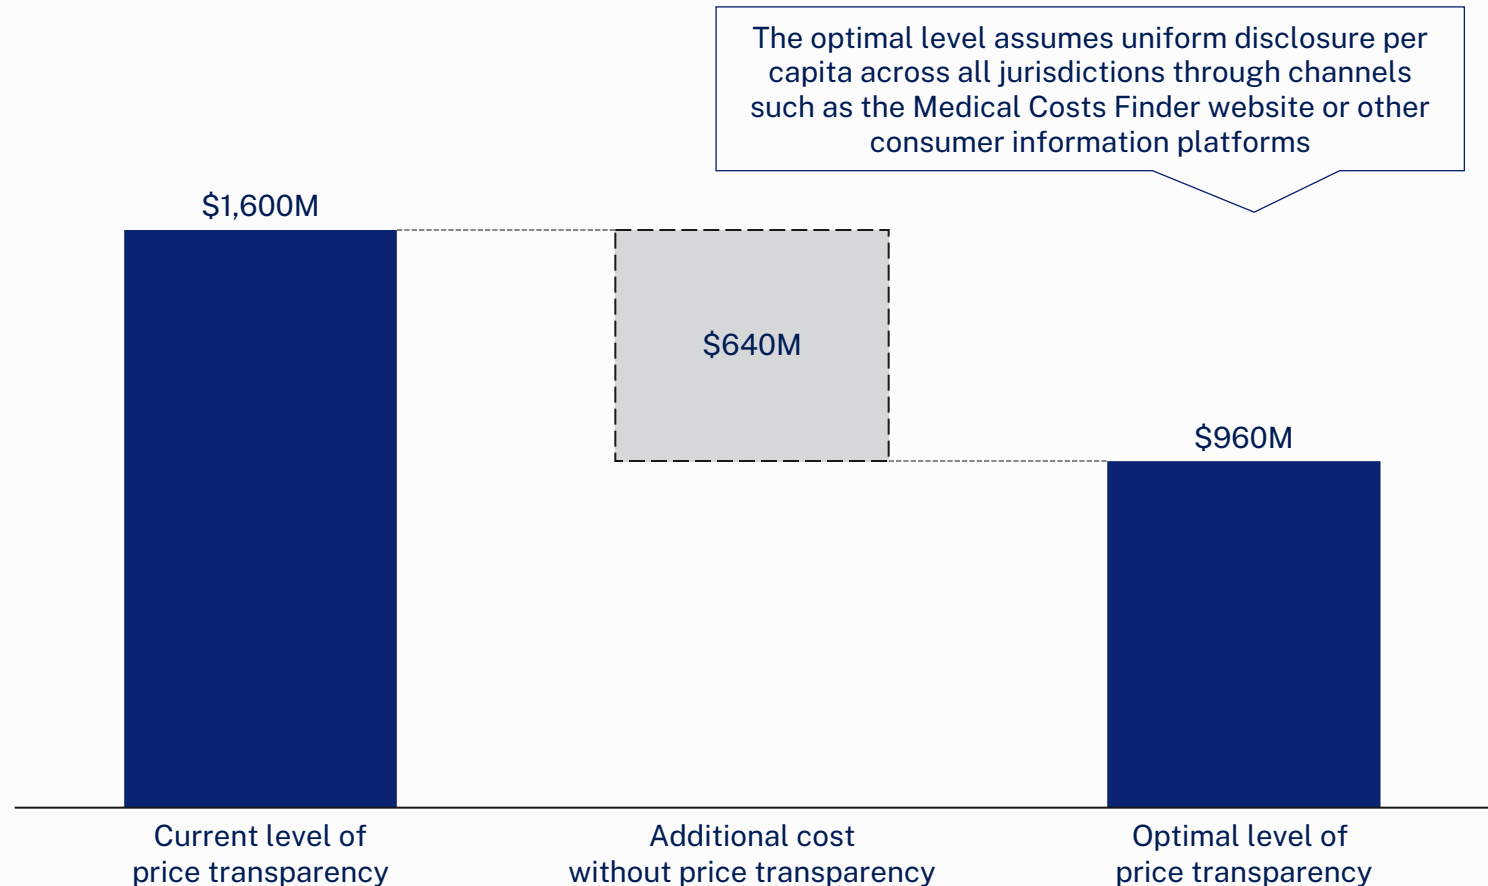 The optimal level assumes uniform disclosure per
capita across all jurisdictions through channels
such as the Medical Costs Finder website or other
consumer information platforms
$1,600M
$640M
$960M
Current level of
price transparency
Additional cost
without price transparency
Optimal level of
price transparency